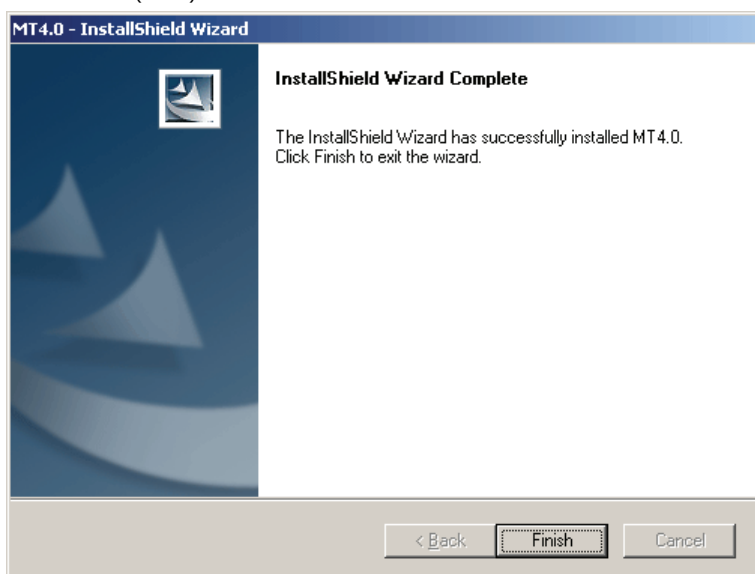 MT4.0 - InstallShield Wizard
InstallShield Wizard Complete
The InstallShield Wizard has successfully installed MT4.0.
Click Finish to exit the wizard.
< Back
Finish
Cancel